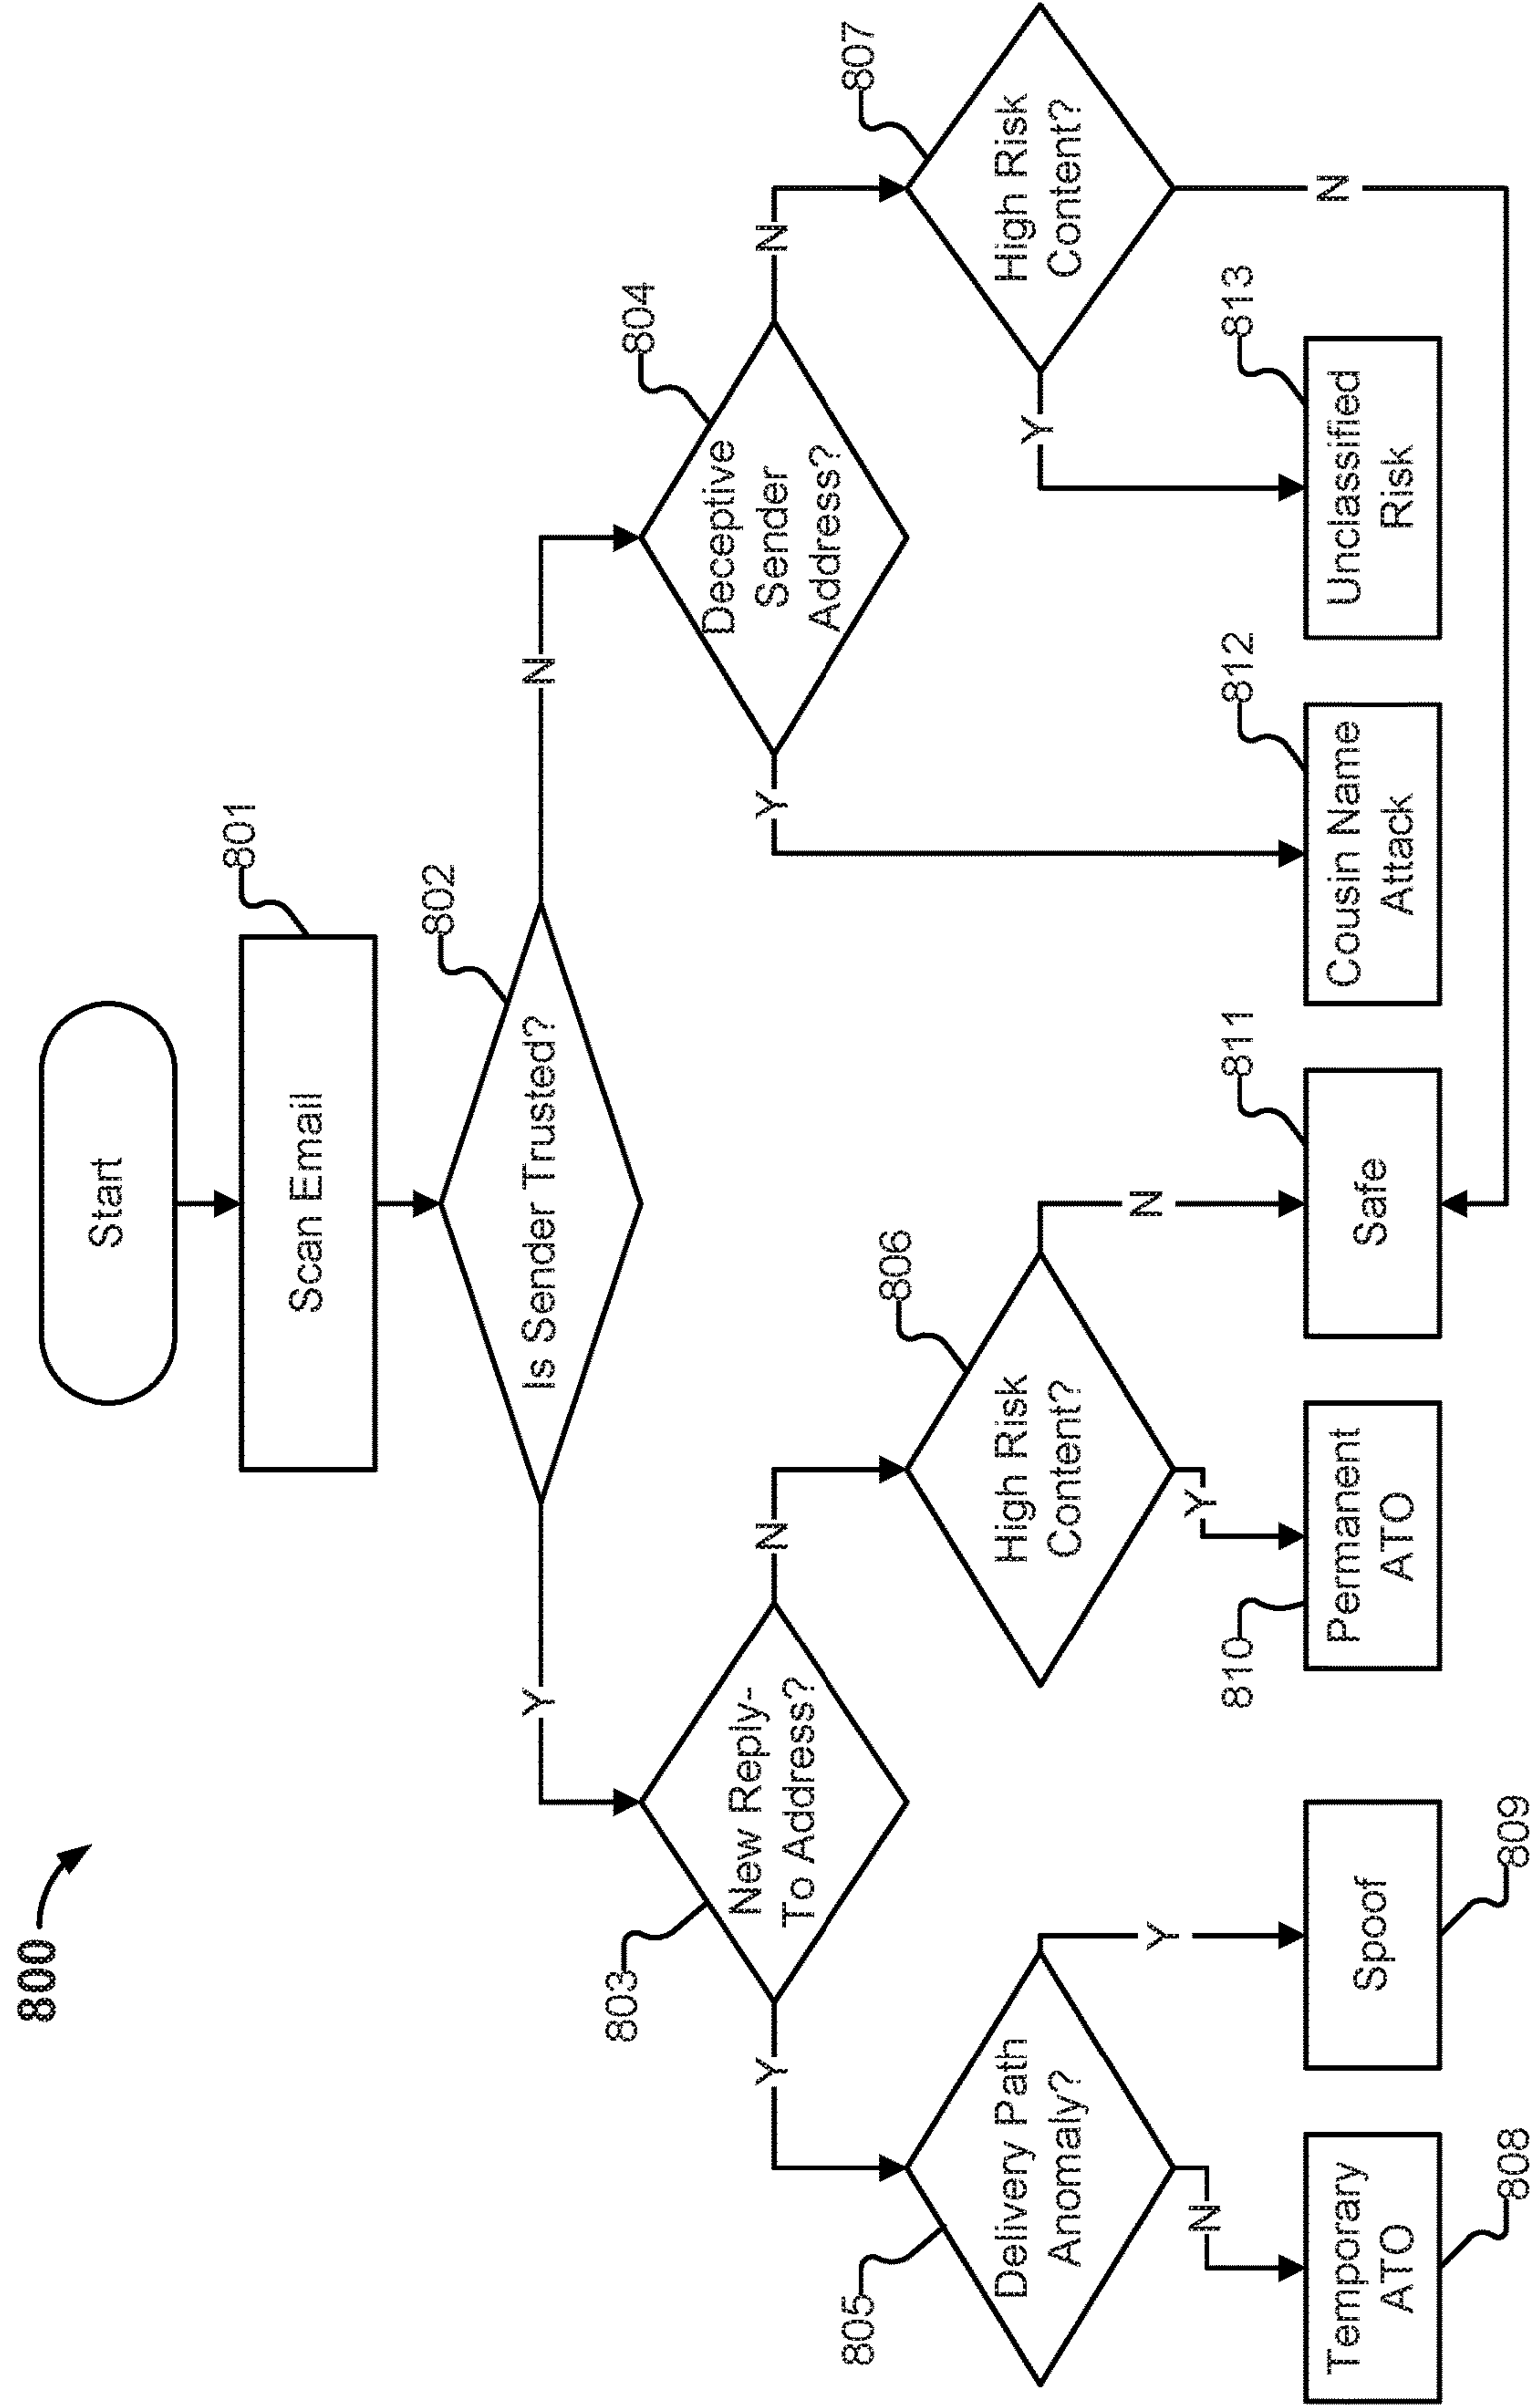 800
Start
Scan Email
801
Is Sender Trusted?
802
Y
N
New Reply-
To Address?
803
Deceptive
Sender
Address?
804
Y
N
Y
N
Delivery Path
Anomaly?
805
High Risk
Content?
806
High Risk
Content?
807
N
Y
Y
N
Y
N
Temporary
ATO
808
Spoof
809
Permanent
ATO
810
Safe
811
Cousin Name
Attack
812
Unclassified
Risk
813